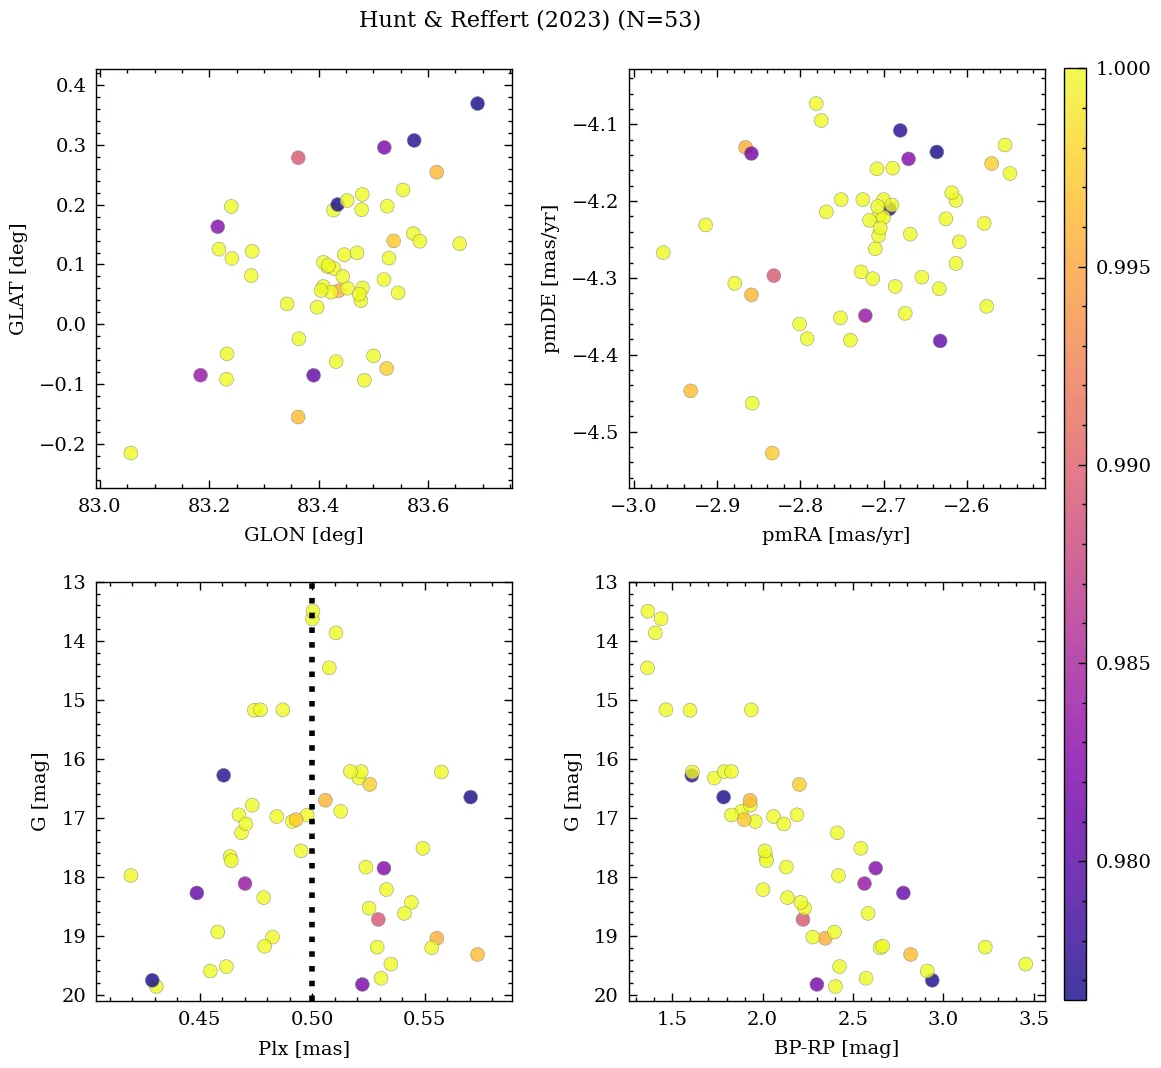 Hunt & Reffert (2023) (N=53)
0.4
0.3
0.2
0.1
0.0
−0.1
−0.2
GLAT [deg]
83.0 83.2 83.4 83.6
GLON [deg]
−4.1
−4.2
−4.3
−4.4
−4.5
pmDE [mas/yr]
−3.0 −2.9 −2.8 −2.7 −2.6
pmRA [mas/yr]
13
14
15
16
17
18
19
20
G [mag]
0.45 0.50 0.55
Plx [mas]
13
14
15
16
17
18
19
20
G [mag]
1.5 2.0 2.5 3.0 3.5
BP-RP [mag]
1.000
0.995
0.990
0.985
0.980